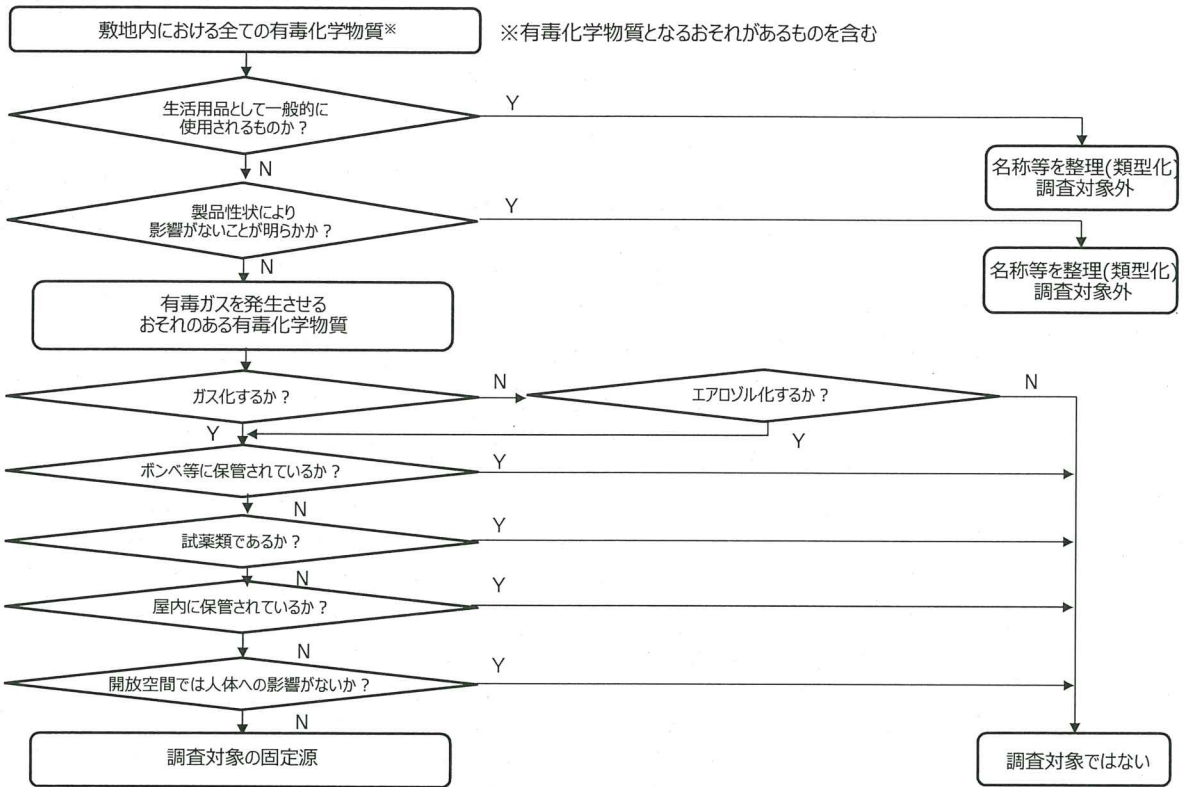 敷地内における全ての有毒化学物質※
※有毒化学物質となるおそれがあるものを含む
生活用品として一般的に
使用されるものか？
Y
N
名称等を整理(類型化)
調査対象外
製品性状により
影響がないことが明らかか？
Y
N
名称等を整理(類型化)
調査対象外
有毒ガスを発生させる
おそれのある有毒化学物質
ガス化するか？
N
エアロゾル化するか？
N
Y
Y
ボンベ等に保管されているか？
Y
N
試薬類であるか？
Y
N
屋内に保管されているか？
Y
N
開放空間では人体への影響がないか？
Y
N
調査対象の固定源
調査対象ではない